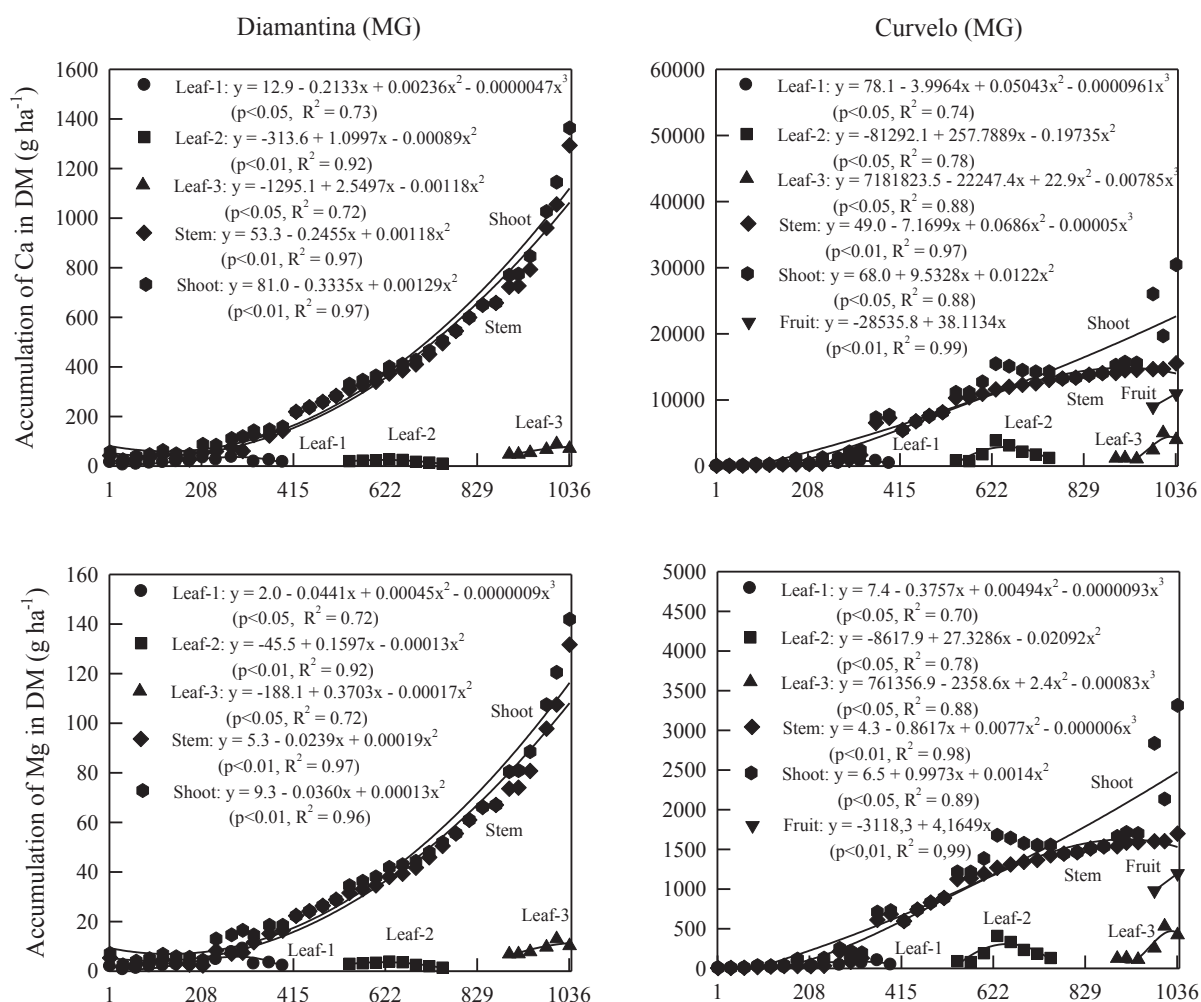 Diamantina (MG)
Curvelo (MG)
Accumulation of Ca in DM (g ha⁻¹)
1600
1400
1200
1000
800
600
400
200
0
Leaf-1: y = 12.9 - 0.2133x + 0.00236x² - 0.0000047x³
(p<0.05, R² = 0.73)
Leaf-2: y = -313.6 + 1.0997x - 0.00089x²
(p<0.01, R² = 0.92)
Leaf-3: y = -1295.1 + 2.5497x - 0.00118x²
(p<0.05, R² = 0.72)
Stem: y = 53.3 - 0.2455x + 0.00118x²
(p<0.01, R² = 0.97)
Shoot: y = 81.0 - 0.3335x + 0.00129x²
(p<0.01, R² = 0.97)
Shoot
Stem
Leaf-1
Leaf-2
Leaf-3
1 208 415 622 829 1036
60000
50000
40000
30000
20000
10000
0
Leaf-1: y = 78.1 - 3.9964x + 0.05043x² - 0.0000961x³
(p<0.05, R² = 0.74)
Leaf-2: y = -81292.1 + 257.7889x - 0.19735x²
(p<0.05, R² = 0.78)
Leaf-3: y = 7181823.5 - 22247.4x + 22.9x² - 0.00785x³
(p<0.05, R² = 0.88)
Stem: y = 49.0 - 7.1699x + 0.0686x² - 0.00005x³
(p<0.01, R² = 0.97)
Shoot: y = 68.0 + 9.5328x + 0.0122x²
(p<0.05, R² = 0.88)
Fruit: y = -28535.8 + 38.1134x
(p<0.01, R² = 0.99)
Shoot
Stem
Fruit
Leaf-1
Leaf-2
Leaf-3
1 208 415 622 829 1036
Accumulation of Mg in DM (g ha⁻¹)
160
140
120
100
80
60
40
20
0
Leaf-1: y = 2.0 - 0.0441x + 0.00045x² - 0.0000009x³
(p<0.05, R² = 0.72)
Leaf-2: y = -45.5 + 0.1597x - 0.00013x²
(p<0.01, R² = 0.92)
Leaf-3: y = -188.1 + 0.3703x - 0.00017x²
(p<0.05, R² = 0.72)
Stem: y = 5.3 - 0.0239x + 0.00019x²
(p<0.01, R² = 0.97)
Shoot: y = 9.3 - 0.0360x + 0.00013x²
(p<0.01, R² = 0.96)
Shoot
Stem
Leaf-1
Leaf-2
Leaf-3
1 208 415 622 829 1036
5000
4500
4000
3500
3000
2500
2000
1500
1000
500
0
Leaf-1: y = 7.4 - 0.3757x + 0.00494x² - 0.0000093x³
(p<0.05, R² = 0.70)
Leaf-2: y = -8617.9 + 27.3286x - 0.02092x²
(p<0.05, R² = 0.78)
Leaf-3: y = 761356.9 - 2358.6x + 2.4x² - 0.00083x³
(p<0.05, R² = 0.88)
Stem: y = 4.3 - 0.8617x + 0.0077x² - 0.000006x³
(p<0.01, R² = 0.98)
Shoot: y = 6.5 + 0.9973x + 0.0014x²
(p<0.05, R² = 0.89)
Fruit: y = -3118,3 + 4,1649x
(p<0,01, R² = 0,99)
Shoot
Stem
Fruit
Leaf-1
Leaf-2
Leaf-3
1 208 415 622 829 1036